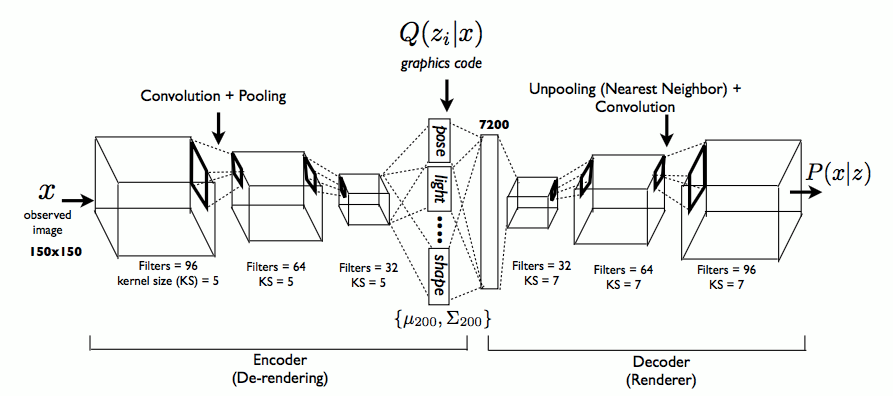 Q(z_i|x)
graphics code
Convolution + Pooling
Unpooling (Nearest Neighbor) +
Convolution
7200
pose
light
shape
x
observed
image
150x150
P(x|z)
Filters = 96
kernel size (KS) = 5
Filters = 64
KS = 5
Filters = 32
KS = 5
{μ_200, Σ_200}
Filters = 32
KS = 7
Filters = 64
KS = 7
Filters = 96
KS = 7
Encoder
(De-rendering)
Decoder
(Renderer)